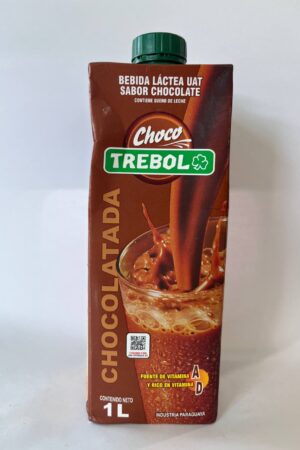 BEBIDA LÁCTEA UAT
SABOR CHOCOLATE
CONTIENE SUERO DE LECHE
Choco
TREBOL
CHOCOLATADA
FUENTE DE VITAMINA A
Y RICO EN VITAMINA D
CONTENIDO NETO
1L
INDUSTRIA PARAGUAYA